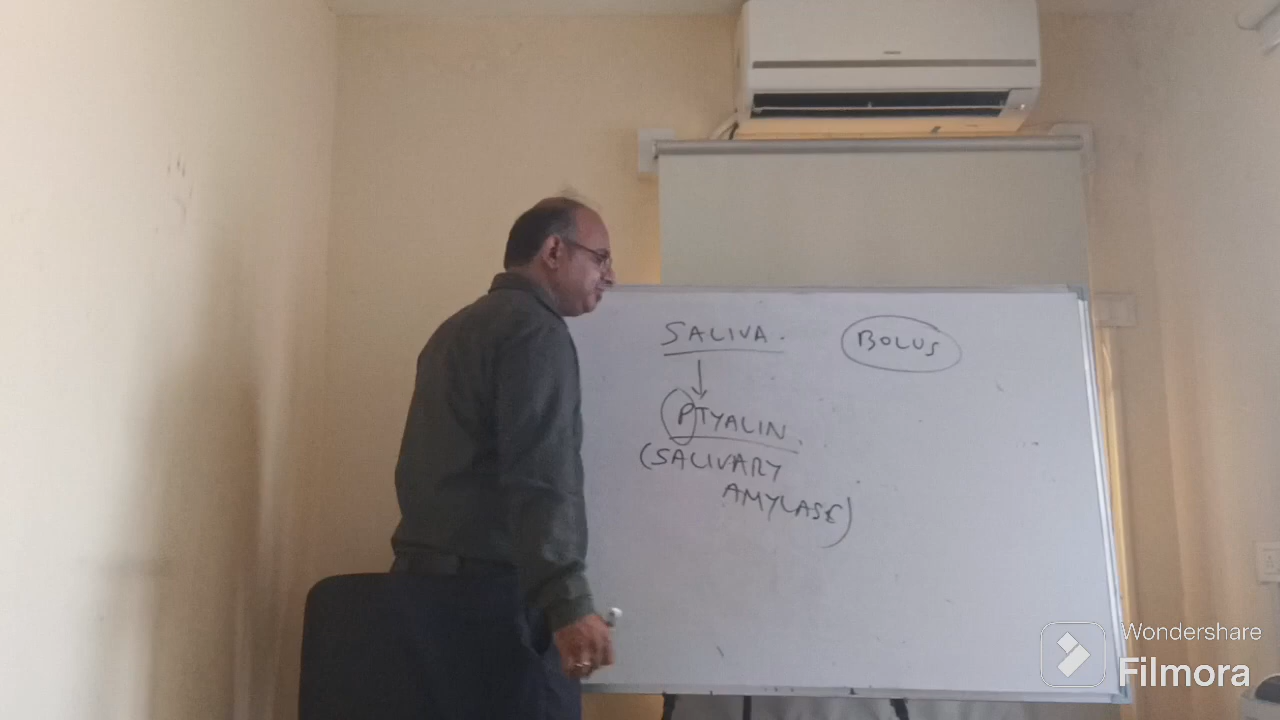 SALIVA.
BOLUS
PTYALIN.
(SALIVARY
AMYLASE)
Wondershare
Filmora